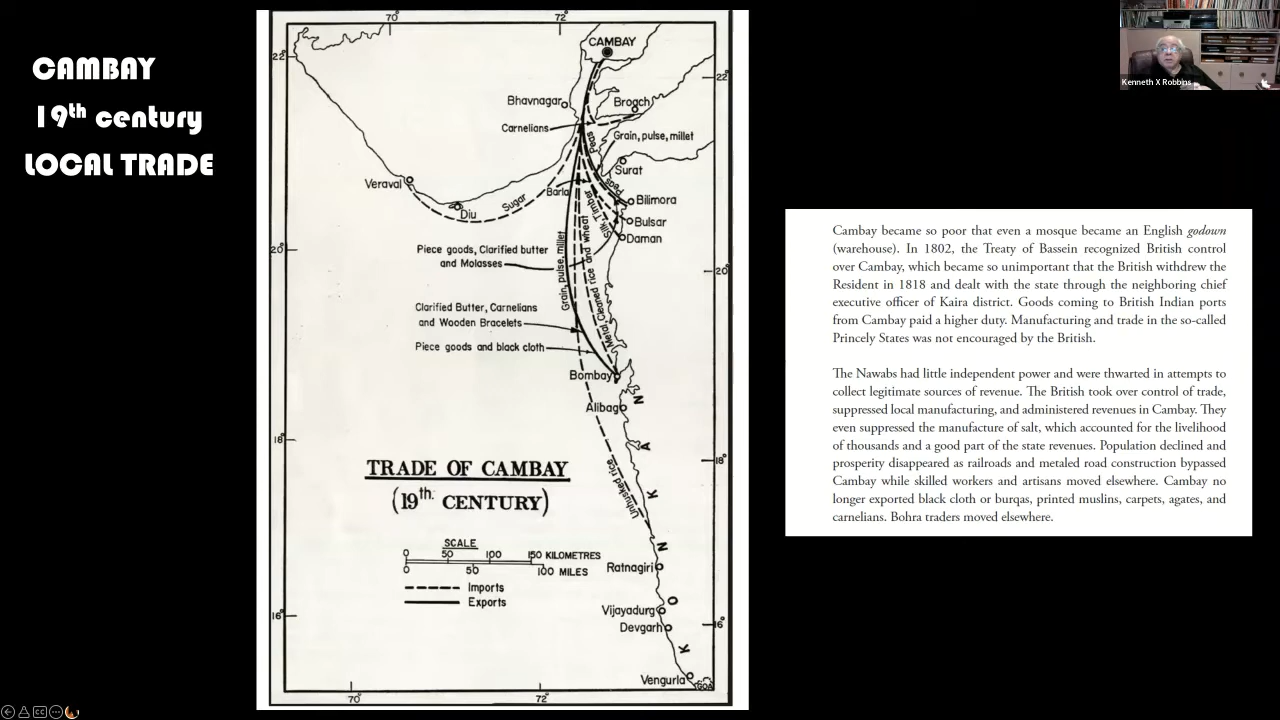 CAMBAY
19th century
LOCAL TRADE
70°
72°
CAMBAY
22°
22°
Bhavnagar
Broach
Carnelians
Peas
Grain, pulse, millet
Surat
Veraval
Barla
Peas
Diu
Sugar
Silk, Timber
Bilimora
Bulsar
Daman
20°
20°
Piece goods, Clarified butter
and Molasses
Grain, pulse, millet
Metal, Cleaned rice and wheat
Clarified Butter, Carnelians
and Wooden Bracelets
Piece goods and black cloth
Bombay
Alibag
18°
18°
KONKAN
TRADE OF CAMBAY
(19th. CENTURY)
Unhusked rice
SCALE
0 50 100 150 KILOMETRES
0 50 100 MILES
Imports
Exports
Ratnagiri
Vijayadurg
Devgarh
16°
16°
Vengurla
GOA
70°
72°
Kenneth X Robbins
Cambay became so poor that even a mosque became an English godown
(warehouse). In 1802, the Treaty of Bassein recognized British control
over Cambay, which became so unimportant that the British withdrew the
Resident in 1818 and dealt with the state through the neighboring chief
executive officer of Kaira district. Goods coming to British Indian ports
from Cambay paid a higher duty. Manufacturing and trade in the so-called
Princely States was not encouraged by the British.
The Nawabs had little independent power and were thwarted in attempts to
collect legitimate sources of revenue. The British took over control of trade,
suppressed local manufacturing, and administered revenues in Cambay. They
even suppressed the manufacture of salt, which accounted for the livelihood
of thousands and a good part of the state revenues. Population declined and
prosperity disappeared as railroads and metaled road construction bypassed
Cambay while skilled workers and artisans moved elsewhere. Cambay no
longer exported black cloth or burqas, printed muslins, carpets, agates, and
carnelians. Bohra traders moved elsewhere.